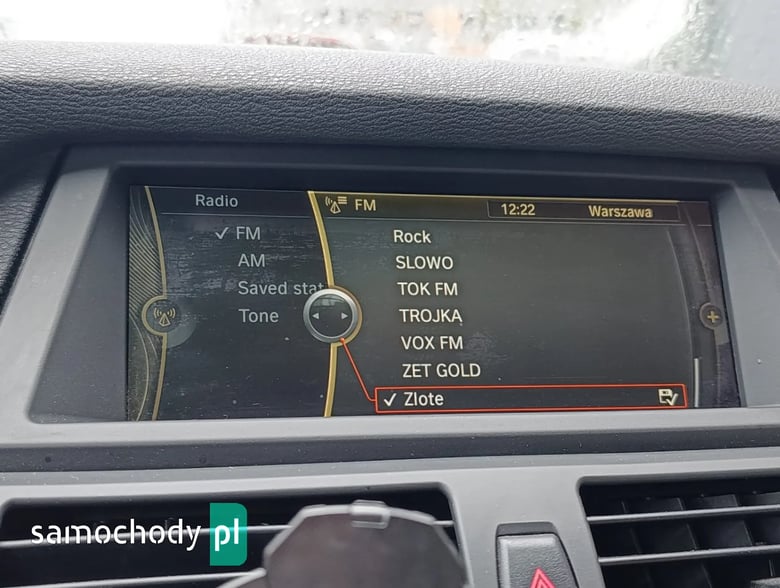 Radio
FM
12:22
Warszawa
✓ FM
AM
Saved stat
Tone
Rock
SLOWO
TOK FM
TROJKA
VOX FM
ZET GOLD
✓ Zlote
samochody pl